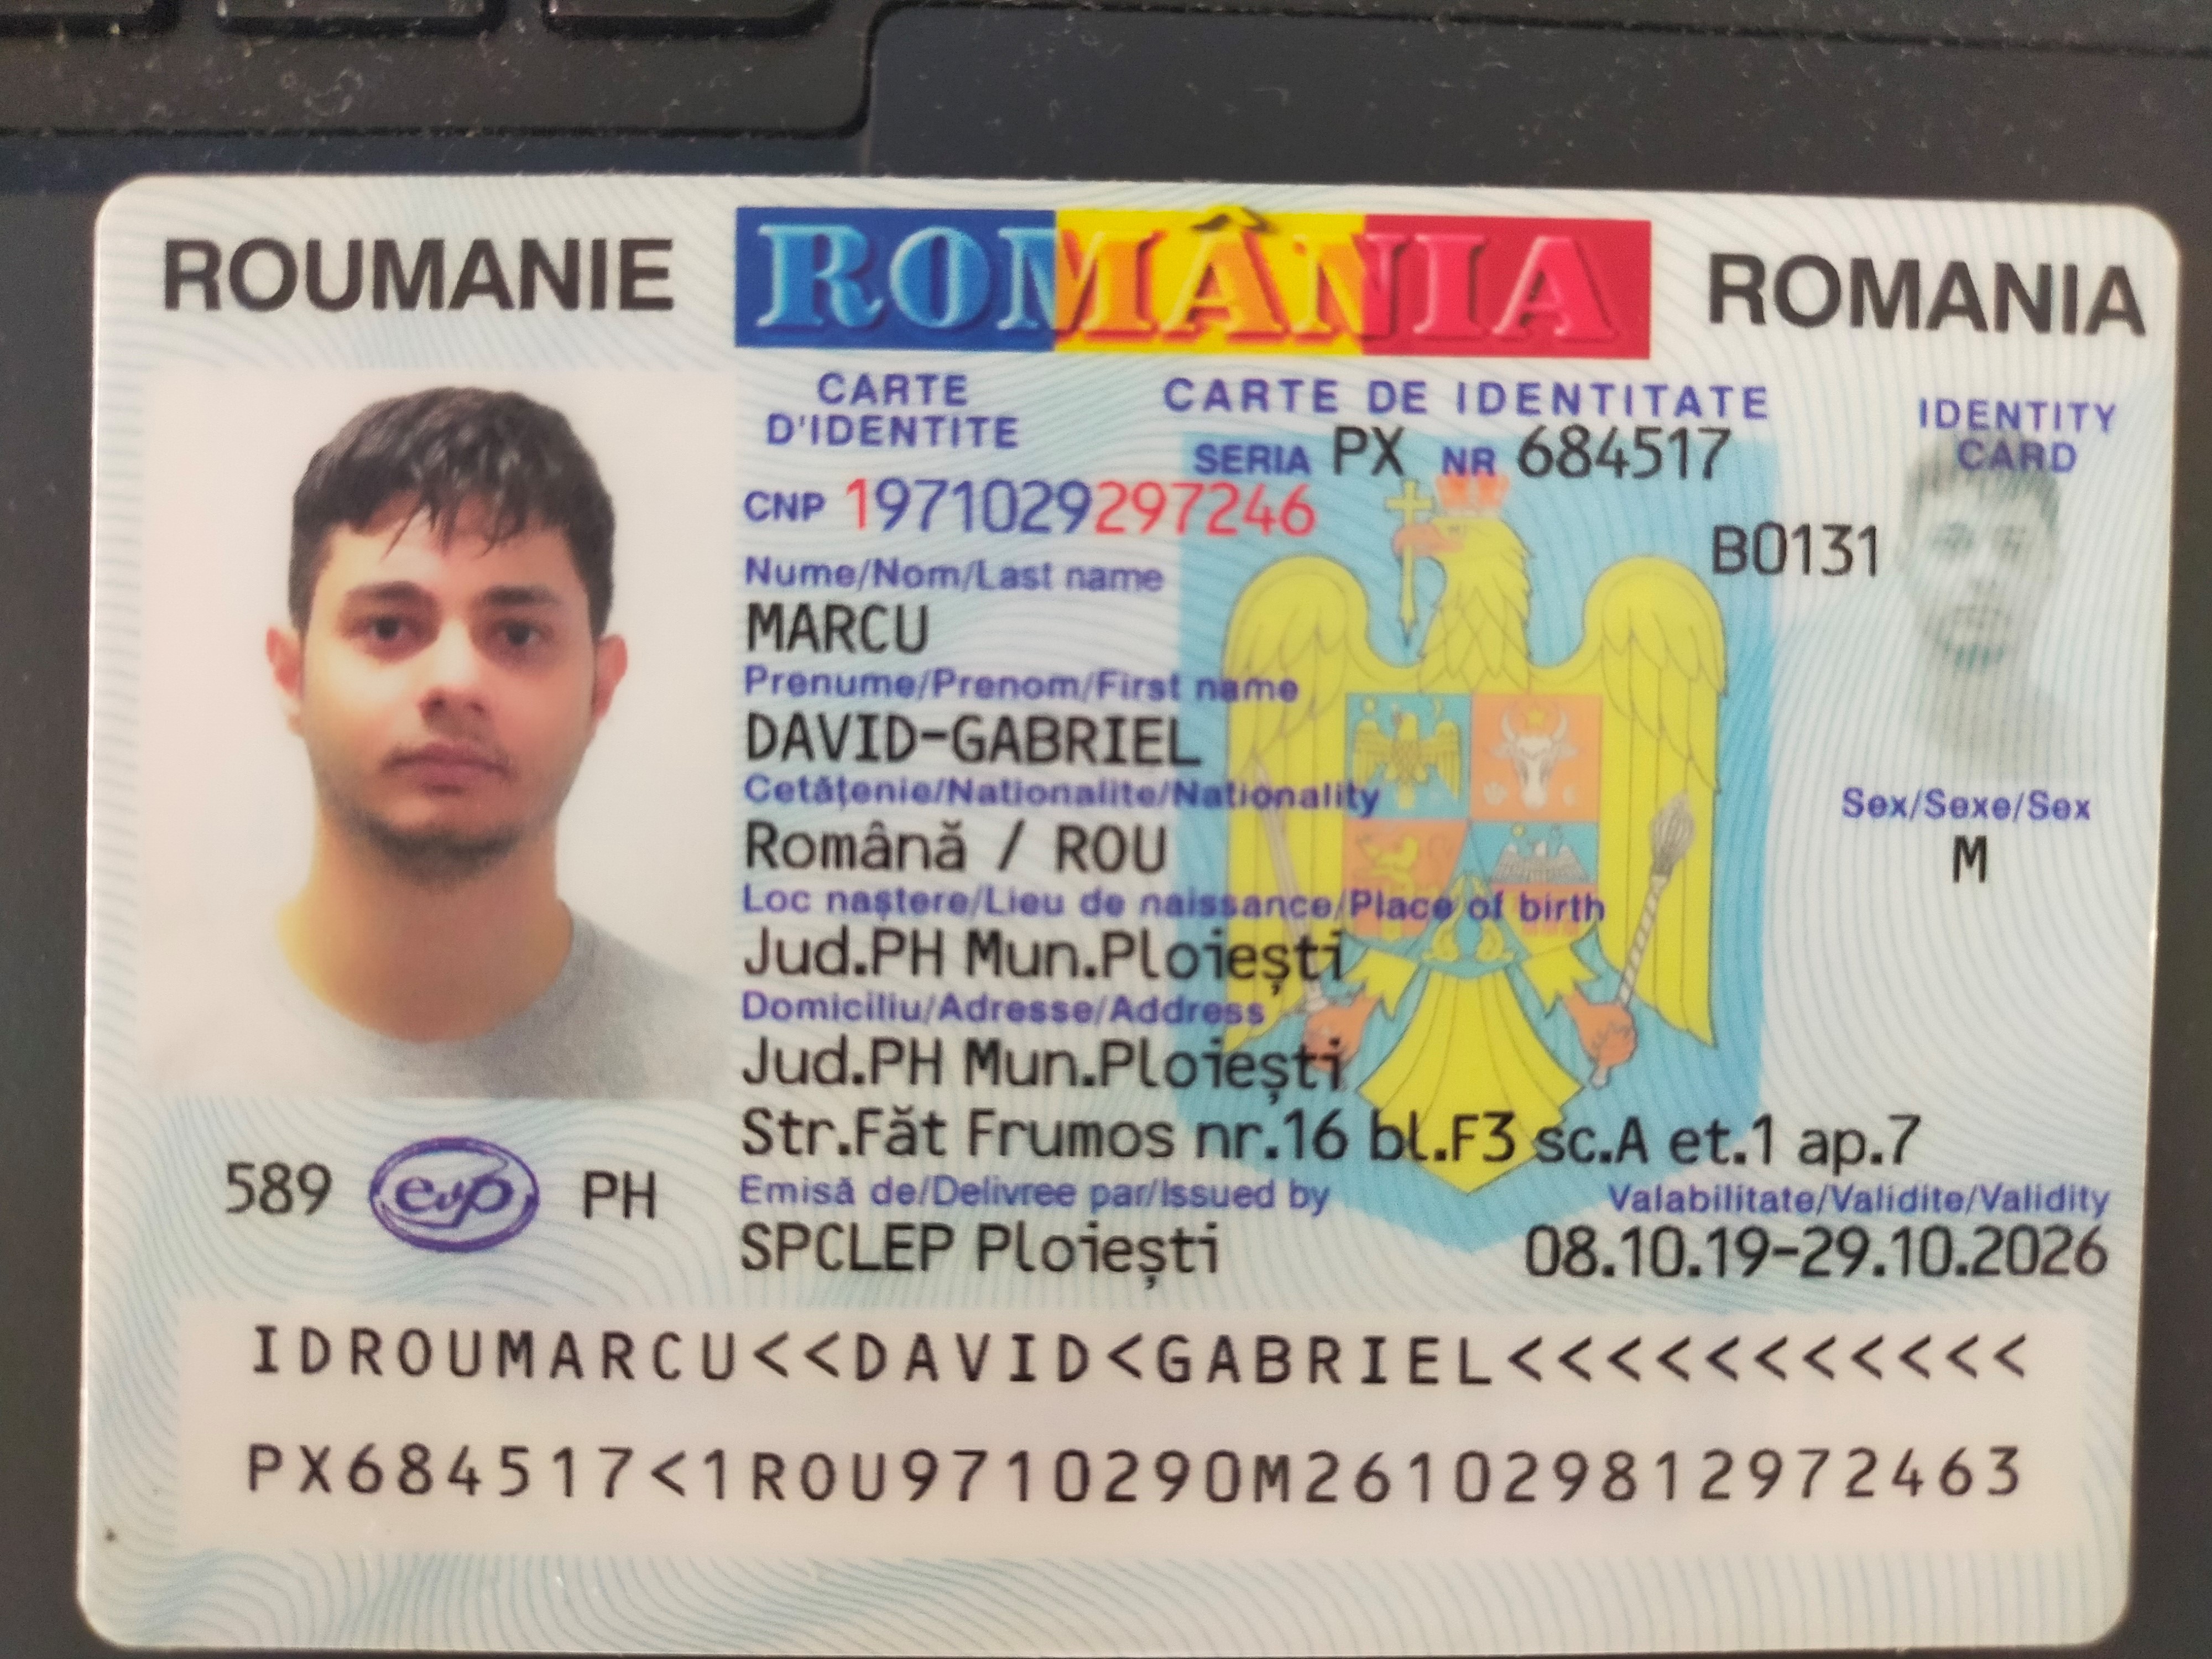 ROUMANIE ROMÂNIA ROMANIA
CARTE D'IDENTITE
CARTE DE IDENTITATE
IDENTITY CARD
SERIA PX NR 684517
CNP 1971029297246
B0131
Nume/Nom/Last name
MARCU
Prenume/Prenom/First name
DAVID-GABRIEL
Cetățenie/Nationalite/Nationality
Română / ROU
Sex/Sexe/Sex
M
Loc naștere/Lieu de naissance/Place of birth
Jud.PH Mun.Ploiești
Domiciliu/Adresse/Address
Jud.PH Mun.Ploiești
Str.Făt Frumos nr.16 bl.F3 sc.A et.1 ap.7
589 evp PH
Emisă de/Delivree par/Issued by
SPCLEP Ploiești
Valabilitate/Validite/Validity
08.10.19-29.10.2026
IDROUMARCU<<DAVID<GABRIEL<<<<<<<<<<<
PX684517<1ROU9710290M261029812972463